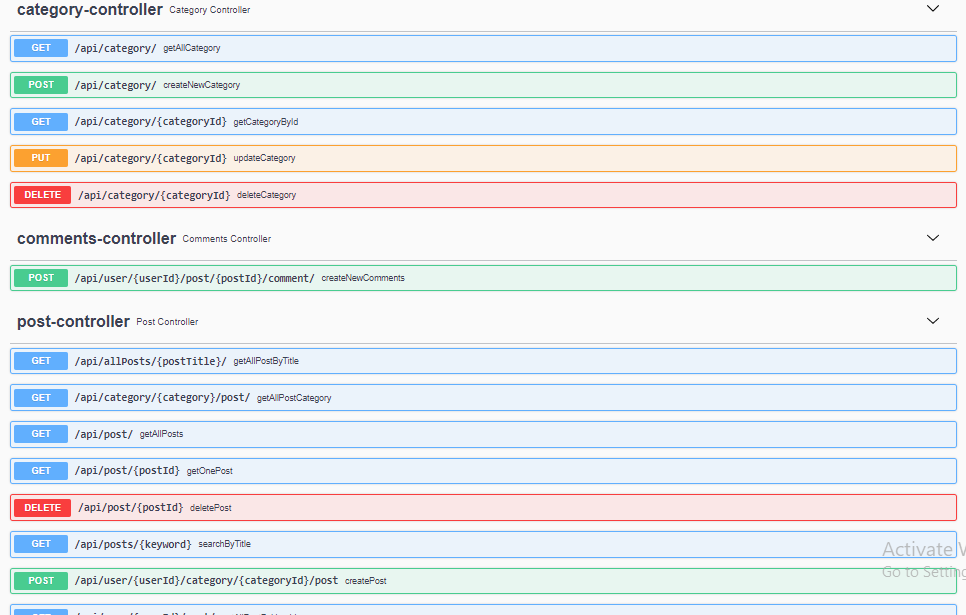 category-controller Category Controller
GET /api/category/ getAllCategory
POST /api/category/ createNewCategory
GET /api/category/{categoryId} getCategoryById
PUT /api/category/{categoryId} updateCategory
DELETE /api/category/{categoryId} deleteCategory
comments-controller Comments Controller
POST /api/user/{userId}/post/{postId}/comment/ createNewComments
post-controller Post Controller
GET /api/allPosts/{postTitle}/ getAllPostByTitle
GET /api/category/{category}/post/ getAllPostCategory
GET /api/post/ getAllPosts
GET /api/post/{postId} getOnePost
DELETE /api/post/{postId} deletePost
GET /api/posts/{keyword} searchByTitle
Activate W
POST /api/user/{userId}/category/{categoryId}/post createPost
Go to Setting